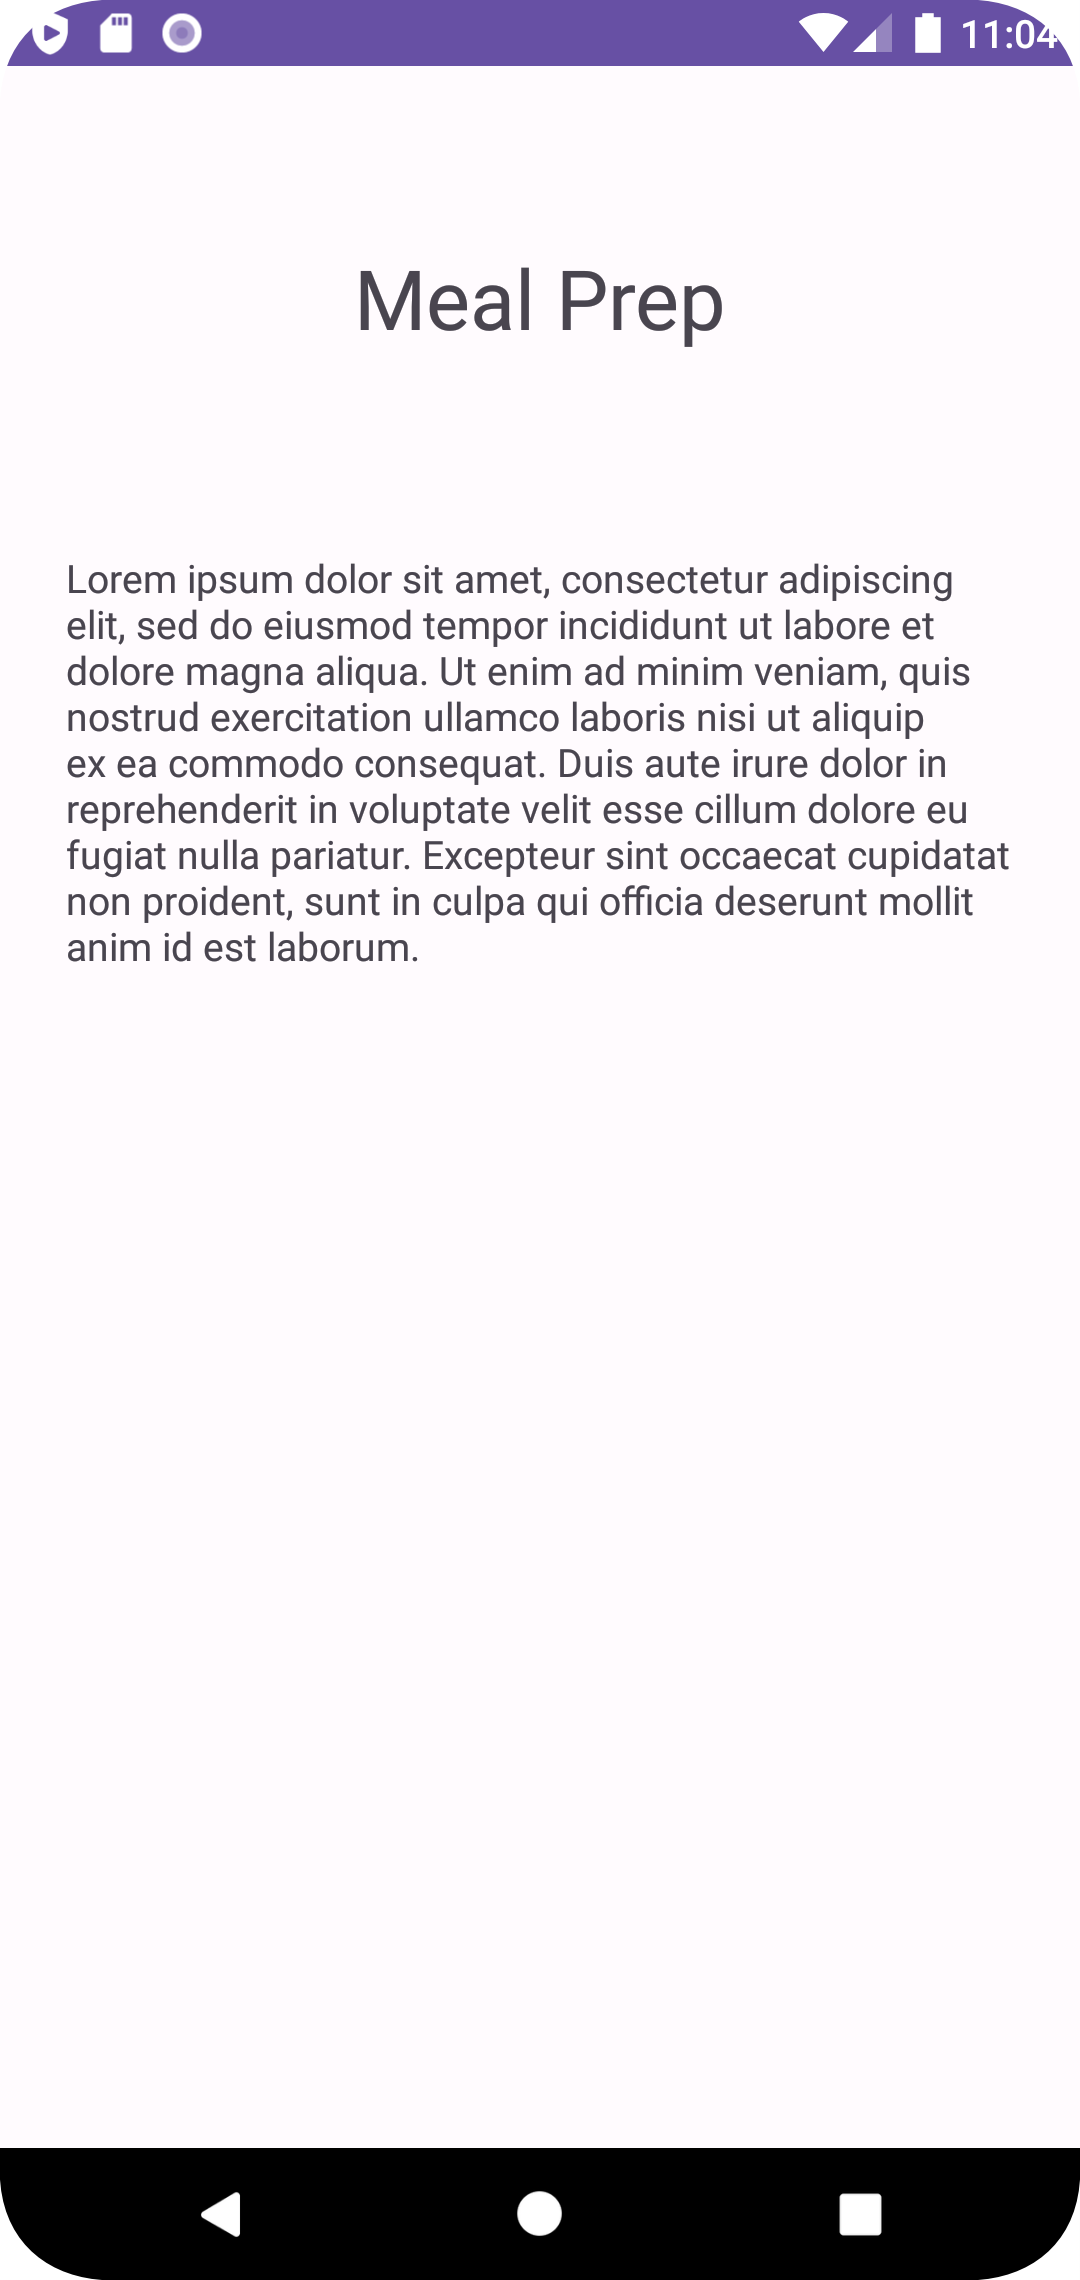 11:04
Meal Prep
Lorem ipsum dolor sit amet, consectetur adipiscing
elit, sed do eiusmod tempor incididunt ut labore et
dolore magna aliqua. Ut enim ad minim veniam, quis
nostrud exercitation ullamco laboris nisi ut aliquip
ex ea commodo consequat. Duis aute irure dolor in
reprehenderit in voluptate velit esse cillum dolore eu
fugiat nulla pariatur. Excepteur sint occaecat cupidatat
non proident, sunt in culpa qui officia deserunt mollit
anim id est laborum.